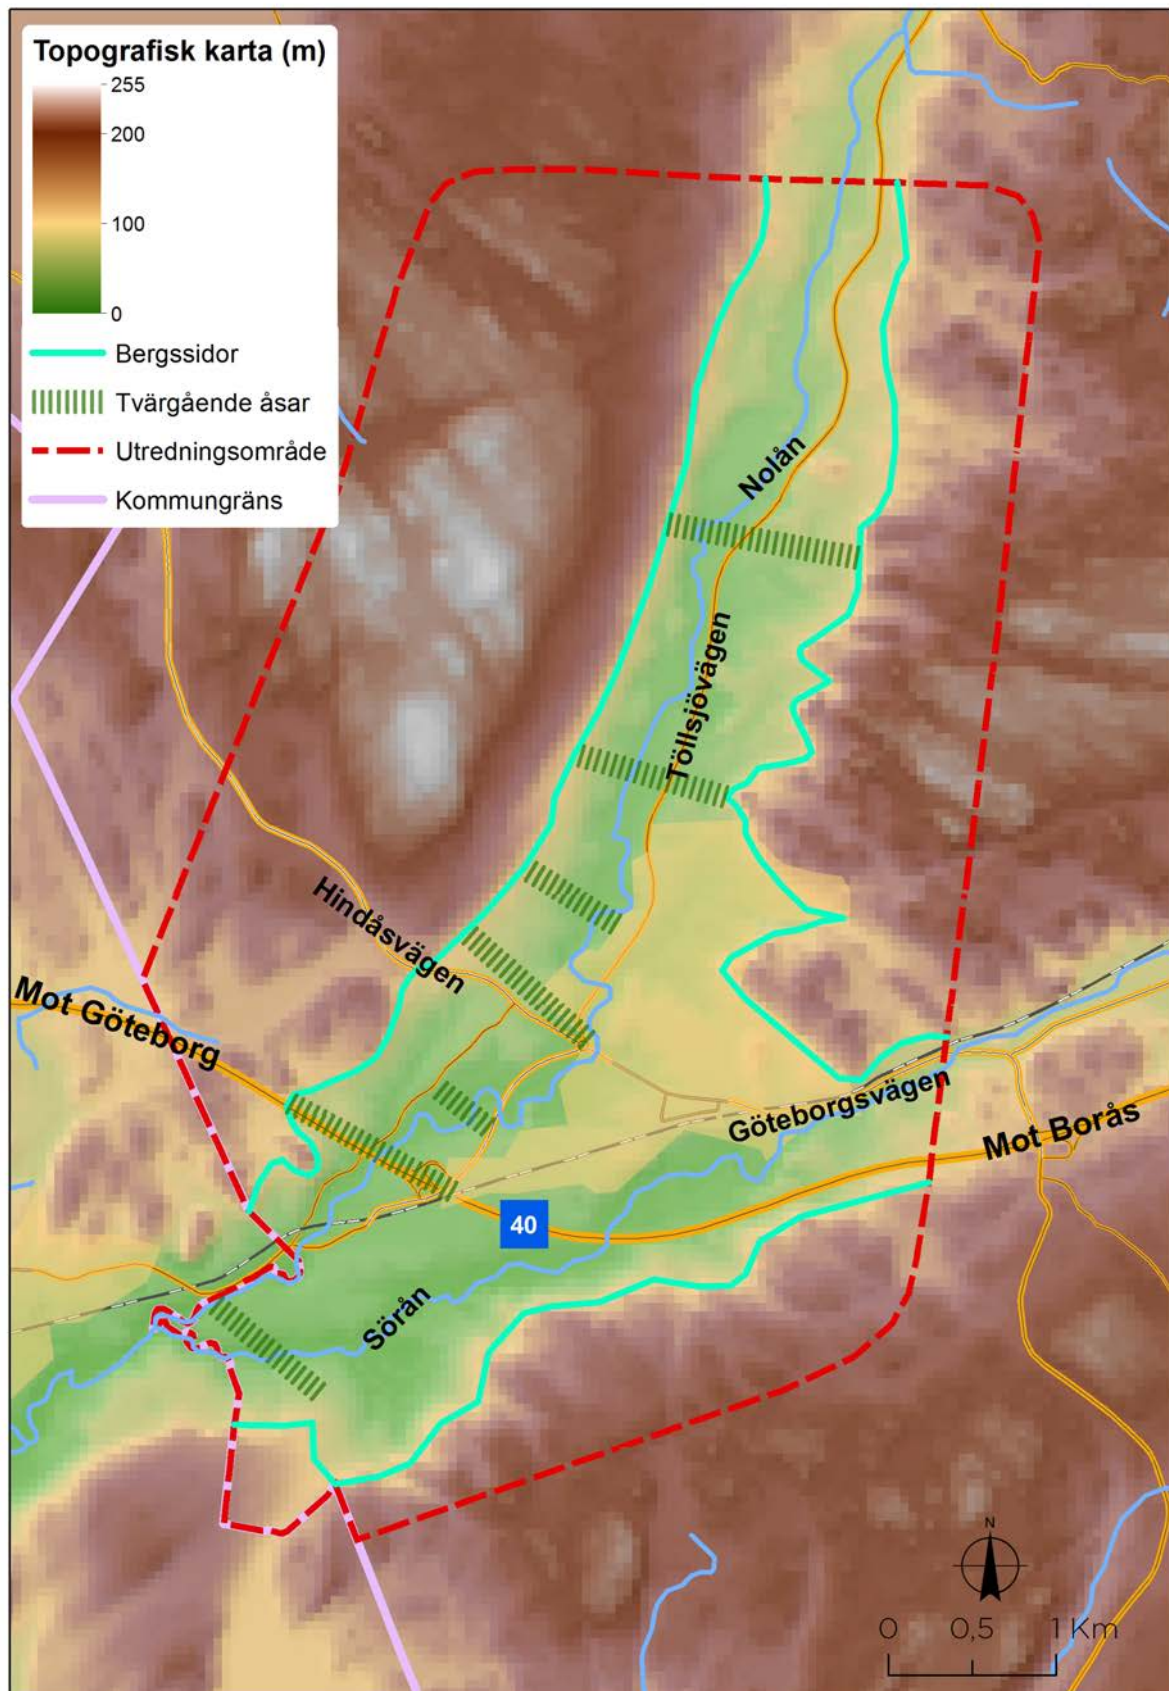 Topografisk karta (m)
255
200
100
0
Bergssidor
Tvärgående åsar
Utredningsområde
Kommungräns
Nolån
Töllsjövägen
Hindåsvägen
Mot Göteborg
Göteborgsvägen
Mot Borås
40
Sörån
N
0 0,5 1 Km